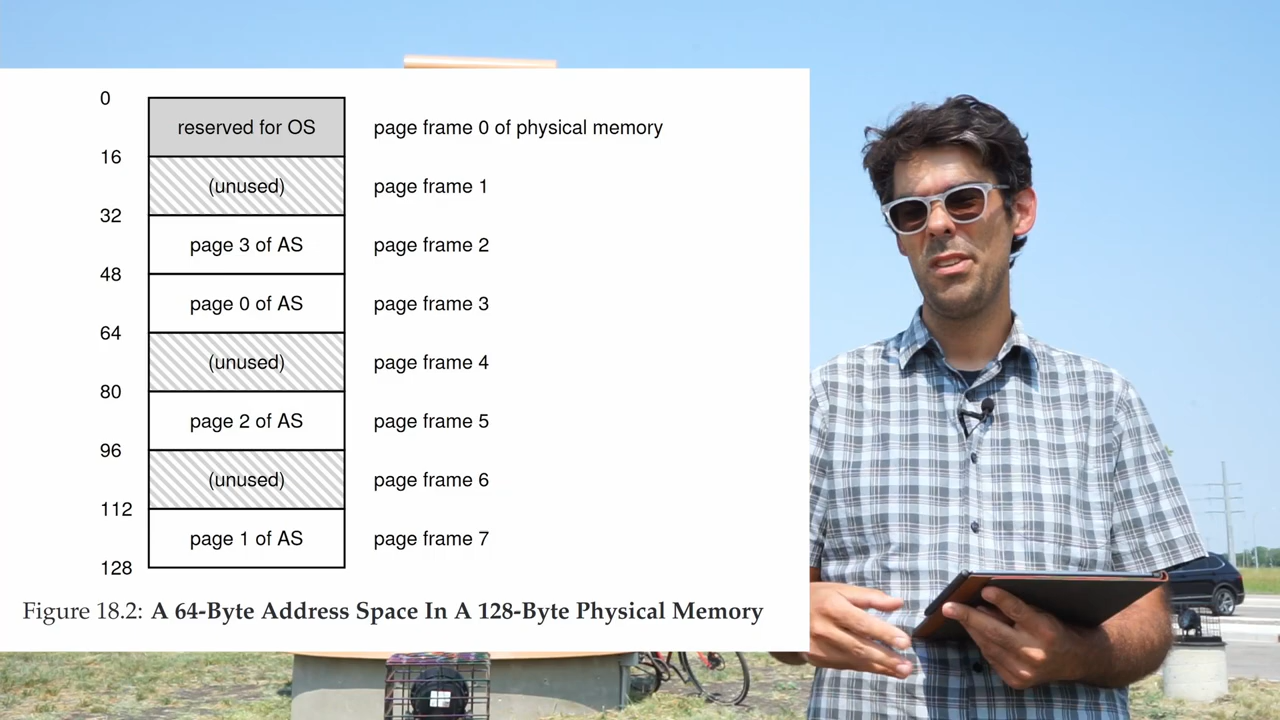 0
reserved for OS page frame 0 of physical memory
16
(unused) page frame 1
32
page 3 of AS page frame 2
48
page 0 of AS page frame 3
64
(unused) page frame 4
80
page 2 of AS page frame 5
96
(unused) page frame 6
112
page 1 of AS page frame 7
128
Figure 18.2: A 64-Byte Address Space In A 128-Byte Physical Memory